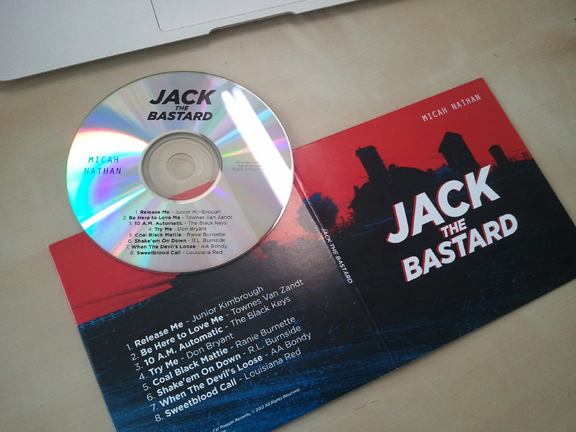 JACK
THE
BASTARD
MICAH
NATHAN
1. Release Me - Junior Kimbrough
2. Be Here to Love Me - Townes Van Zandt
3. 10 A.M. Automatic - The Black Keys
4. Try Me - Don Bryant
5. Coal Black Mattie - Ranie Burnette
6. Shake'em On Down - R.L. Burnside
7. When The Devil's Loose - AA Bondy
8. Sweetblood Call - Louisiana Red
MICAH NATHAN
JACK
THE
BASTARD
JACK THE BASTARD
1. Release Me - Junior Kimbrough
2. Be Here to Love Me - Townes Van Zandt
3. 10 A.M. Automatic - The Black Keys
4. Try Me - Don Bryant
5. Coal Black Mattie - Ranie Burnette
6. Shake'em On Down - R.L. Burnside
7. When The Devil's Loose - AA Bondy
8. Sweetblood Call - Louisiana Red
Records, © 2012 All Rights Reserved.